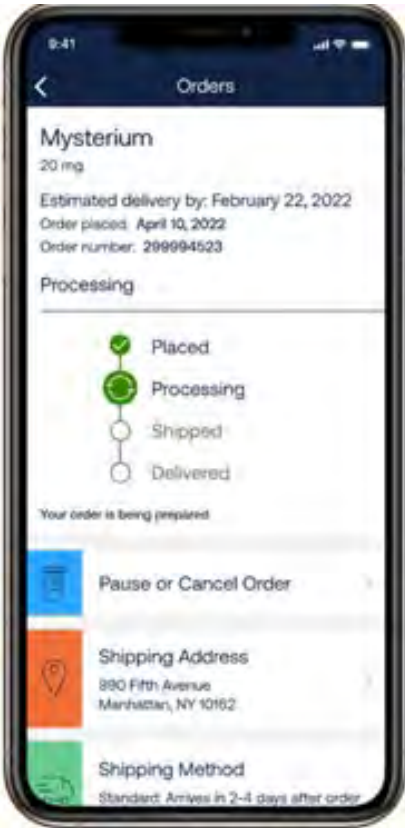 9:41
Orders
Mysterium
20 mg
Estimated delivery by: February 22, 2022
Order placed: April 10, 2022
Order number: 299994523
Processing
Placed
Processing
Shipped
Delivered
Your order is being prepared
Pause or Cancel Order
Shipping Address
890 Fifth Avenue
Manhattan, NY 10162
Shipping Method
Standard: Arrives in 2-4 days after order